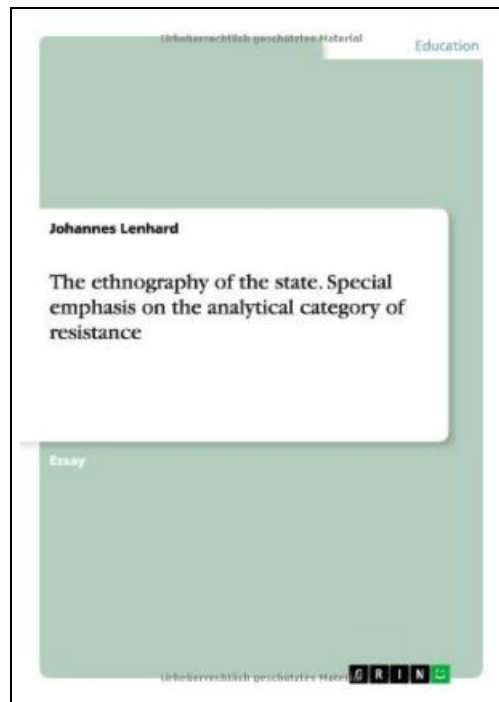 Urheberrechtlich geschütztes Material
Education
Johannes Lenhard
The ethnography of the state. Special
emphasis on the analytical category of
resistance
Essay
Urheberrechtlich geschütztes Mater
GRIN